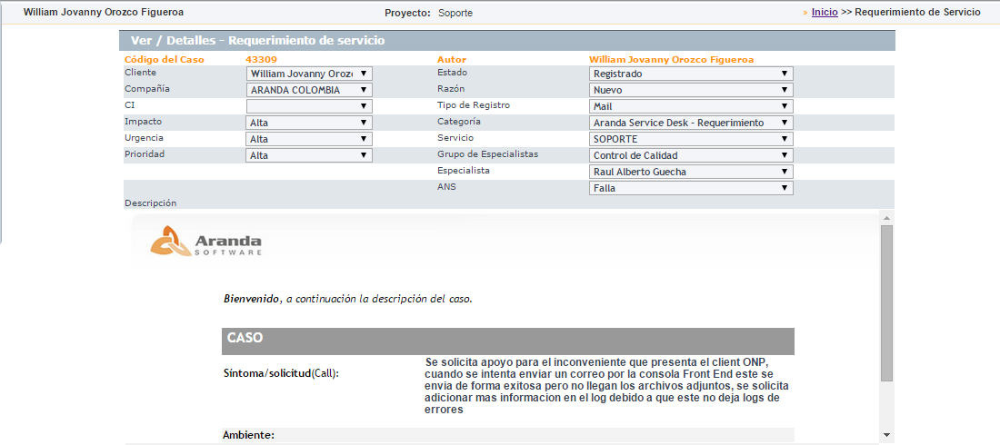 William Jovanny Orozco Figueroa Proyecto: Soporte » Inicio >> Requerimiento de Servicio
Ver / Detalles - Requerimiento de servicio
Código del Caso 43309 Autor William Jovanny Orozco Figueroa
Cliente William Jovanny Oroz Estado Registrado
Compañía ARANDA COLOMBIA Razón Nuevo
CI Tipo de Registro Mail
Impacto Alta Categoría Aranda Service Desk - Requerimiento
Urgencia Alta Servicio SOPORTE
Prioridad Alta Grupo de Especialistas Control de Calidad
Especialista Raul Alberto Guecha
ANS Falla
Descripción
Aranda
SOFTWARE
Bienvenido, a continuación la descripción del caso.
CASO
Síntoma/solicitud(Call):
Se solicita apoyo para el inconveniente que presenta el client ONP,
cuando se intenta enviar un correo por la consola Front End este se
envia de forma exitosa pero no llegan los archivos adjuntos, se solicita
adicionar mas informacion en el log debido a que este no deja logs de
errores
Ambiente: